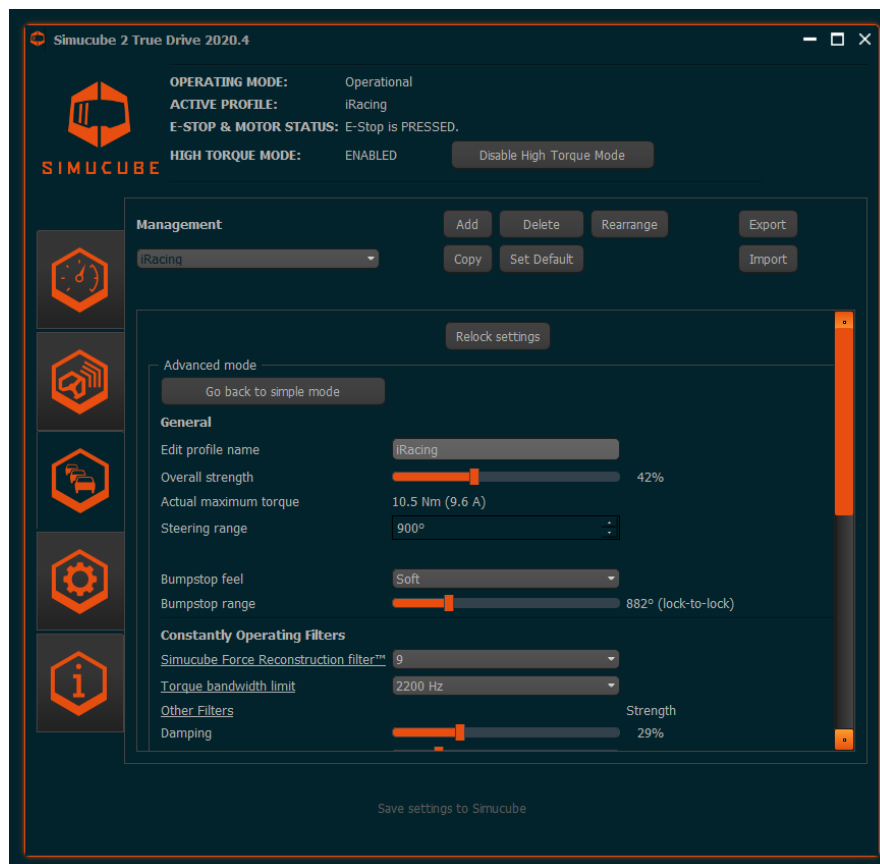 Simucube 2 True Drive 2020.4
OPERATING MODE: Operational
ACTIVE PROFILE: iRacing
E-STOP & MOTOR STATUS: E-Stop is PRESSED.
HIGH TORQUE MODE: ENABLED Disable High Torque Mode
SIMUCUBE
Management Add Delete Rearrange Export
iRacing Copy Set Default Import
Relock settings
Advanced mode
Go back to simple mode
General
Edit profile name iRacing
Overall strength 42%
Actual maximum torque 10.5 Nm (9.6 A)
Steering range 900°
Bumpstop feel Soft
Bumpstop range 882° (lock-to-lock)
Constantly Operating Filters
Simucube Force Reconstruction filter™ 9
Torque bandwidth limit 2200 Hz
Other Filters Strength
Damping 29%
Save settings to Simucube